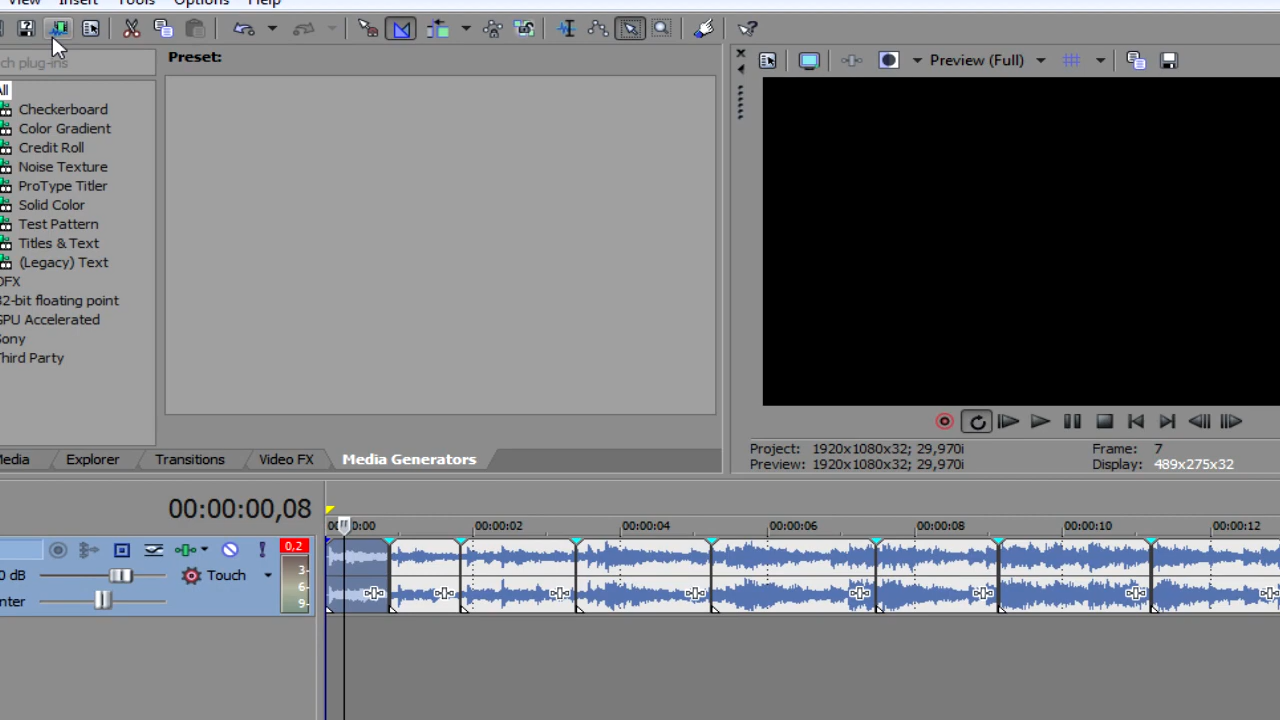 View Insert Tools Options Help
ch plug-ins
Preset:
Preview (Full)
All
Checkerboard
Color Gradient
Credit Roll
Noise Texture
ProType Titler
Solid Color
Test Pattern
Titles & Text
(Legacy) Text
OFX
32-bit floating point
GPU Accelerated
Sony
Third Party
Project: 1920x1080x32; 29,970i
Frame: 7
Preview: 1920x1080x32; 29,970i
Display: 489x275x32
Media Explorer Transitions Video FX Media Generators
00:00:00,08
00:00:02 00:00:04 00:00:06 00:00:08 00:00:10 00:00:12
0,2
0 dB Touch
3
6
enter
9